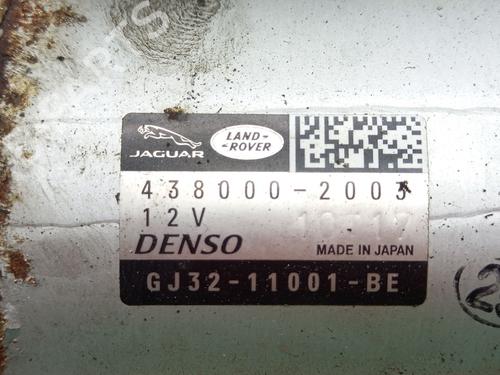 JAGUAR
LAND-
-ROVER
438000-2003
12V
DENSO
MADE IN JAPAN
GJ32-11001-BE